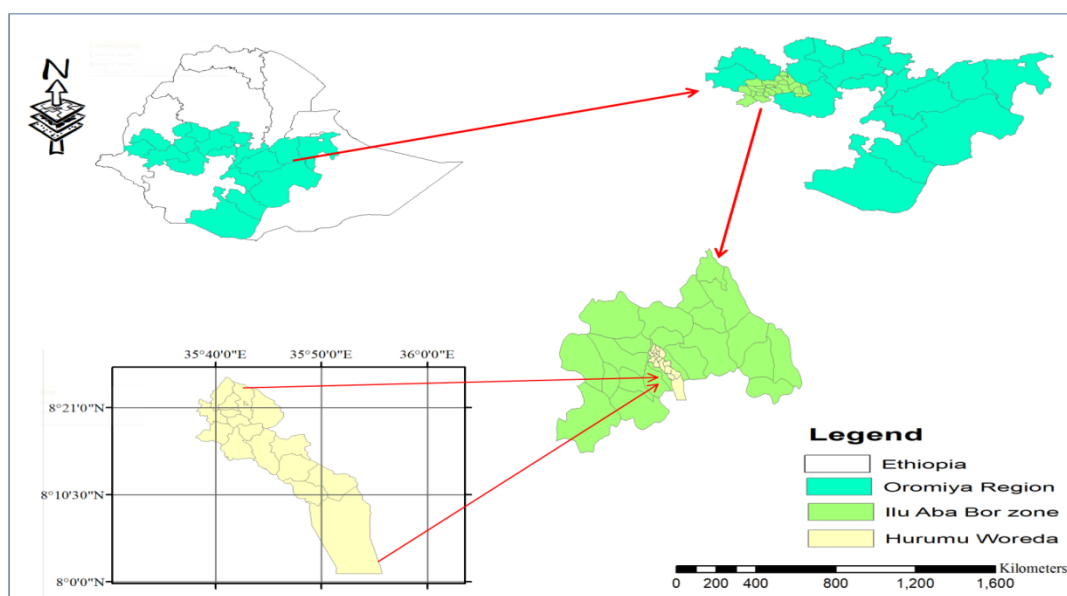 N
35°40'0"E 35°50'0"E 36°0'0"E
8°21'0"N
8°10'30"N
8°0'0"N
Legend
Ethiopia
Oromiya Region
Ilu Aba Bor zone
Hurumu Woreda
Kilometers
0 200 400 800 1,200 1,600